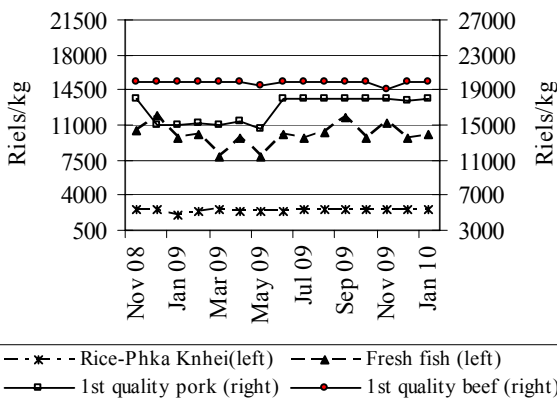 21500 27000
18000 23000
14500 19000
11000 15000
7500 11000
4000 7000
500 3000
Riels/kg
Riels/kg
Nov 08
Jan 09
Mar 09
May 09
Jul 09
Sep 09
Nov 09
Jan 10
Rice-Phka Knhei(left) Fresh fish (left)
1st quality pork (right) 1st quality beef (right)